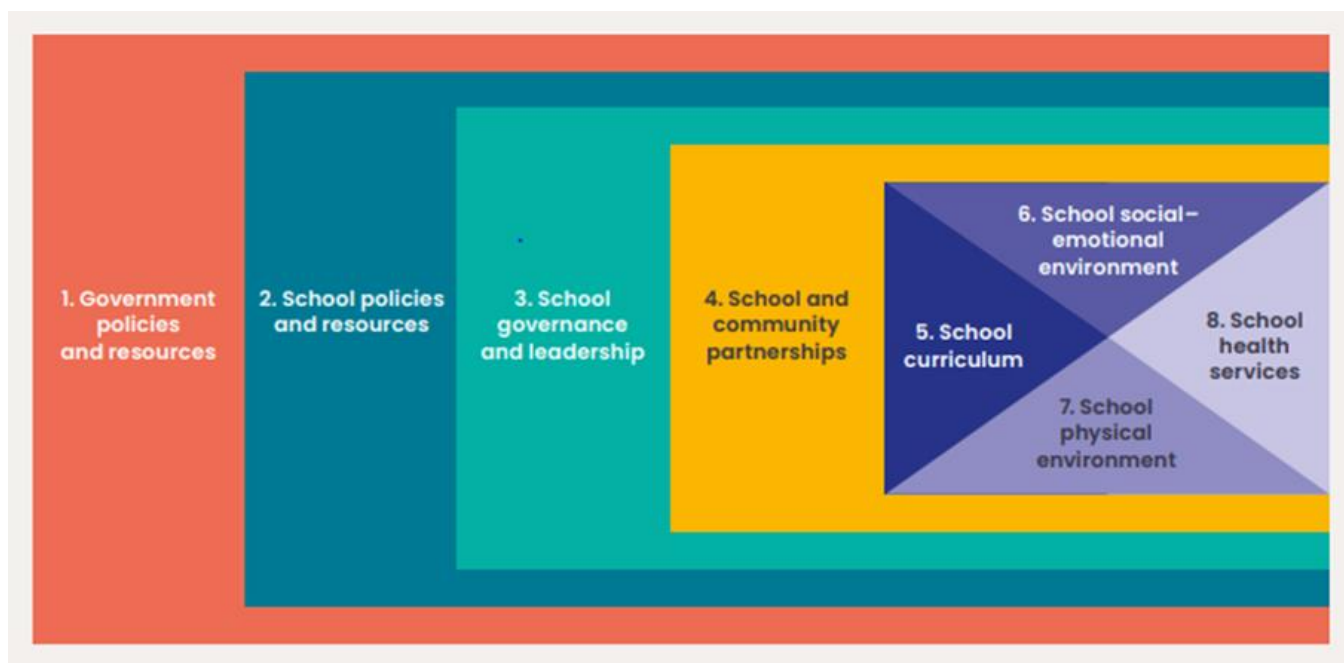 1. Government
policies
and resources
2. School policies
and resources
3. School
governance
and leadership
4. School and
community
partnerships
5. School
curriculum
6. School social–
emotional
environment
7. School
physical
environment
8. School
health
services